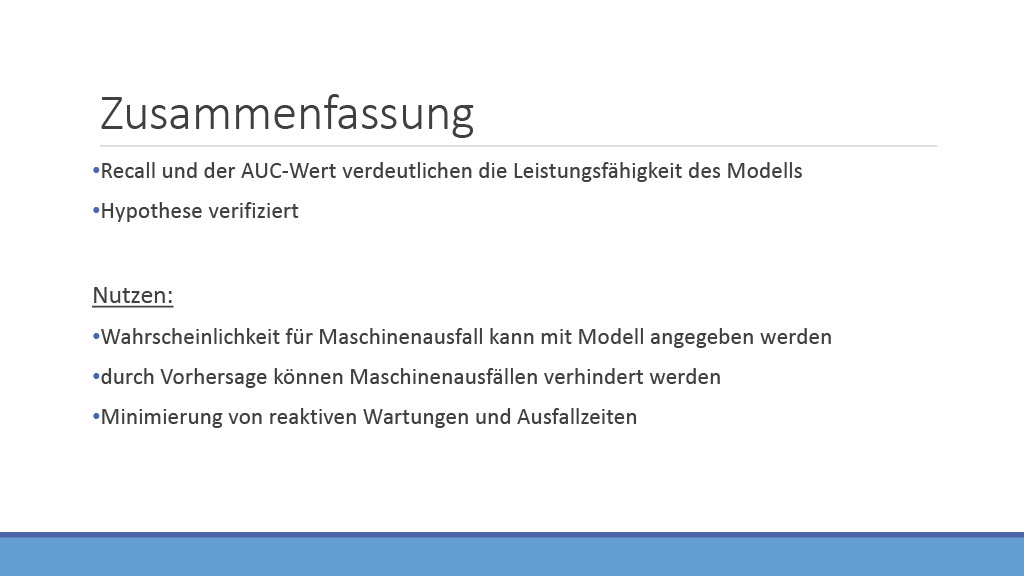 Zusammenfassung
•Recall und der AUC-Wert verdeutlichen die Leistungsfähigkeit des Modells
•Hypothese verifiziert
Nutzen:
•Wahrscheinlichkeit für Maschinenausfall kann mit Modell angegeben werden
•durch Vorhersage können Maschinenausfällen verhindert werden
•Minimierung von reaktiven Wartungen und Ausfallzeiten